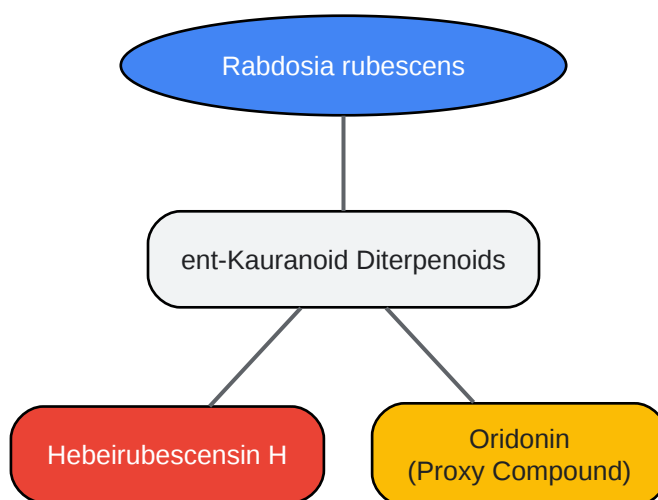 Rabdosia rubescens
ent-Kauranoid Diterpenoids
Hebeirubescensin H
Oridonin
(Proxy Compound)